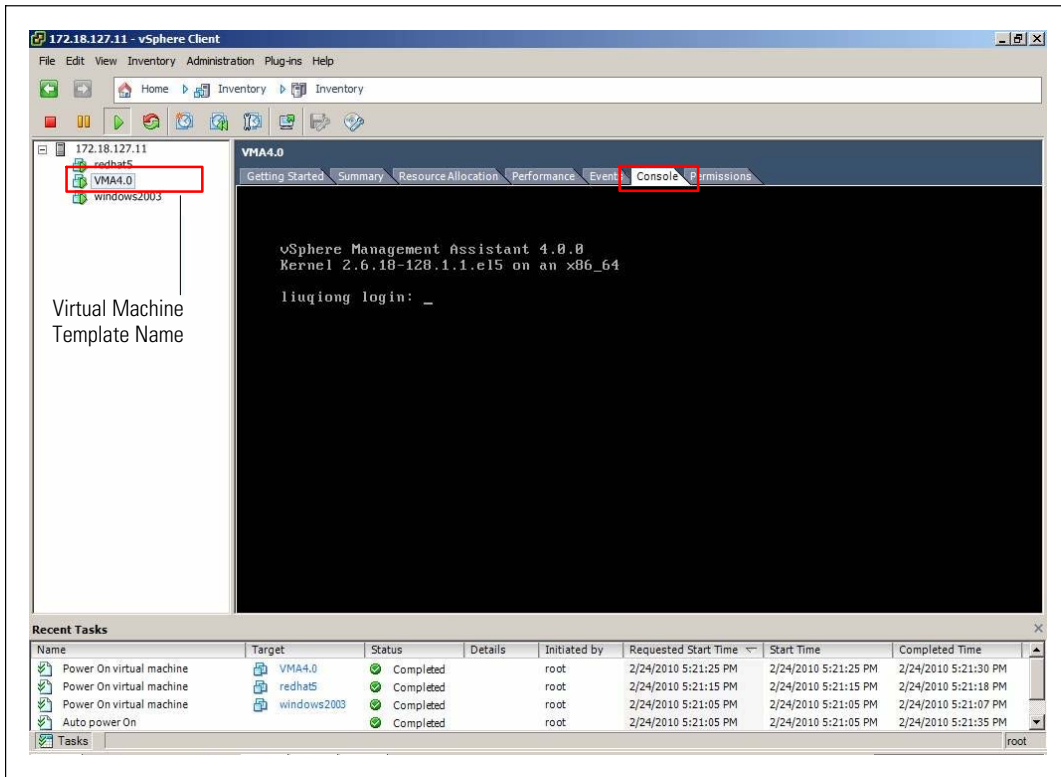 172.18.127.11 - vSphere Client
File Edit View Inventory Administration Plug-ins Help
Home Inventory Inventory
172.18.127.11
redhat5
VMA4.0
windows2003
Virtual Machine
Template Name
VMA4.0
Getting Started Summary Resource Allocation Performance Events Console Permissions
vSphere Management Assistant 4.0.0
Kernel 2.6.18-128.1.1.el5 on an x86_64
liuqiong login: _
Recent Tasks
Name Target Status Details Initiated by Requested Start Time Start Time Completed Time
Power On virtual machine VMA4.0 Completed root 2/24/2010 5:21:25 PM 2/24/2010 5:21:25 PM 2/24/2010 5:21:30 PM
Power On virtual machine redhat5 Completed root 2/24/2010 5:21:15 PM 2/24/2010 5:21:15 PM 2/24/2010 5:21:18 PM
Power On virtual machine windows2003 Completed root 2/24/2010 5:21:05 PM 2/24/2010 5:21:05 PM 2/24/2010 5:21:07 PM
Auto power On Completed root 2/24/2010 5:21:05 PM 2/24/2010 5:21:05 PM 2/24/2010 5:21:35 PM
Tasks root